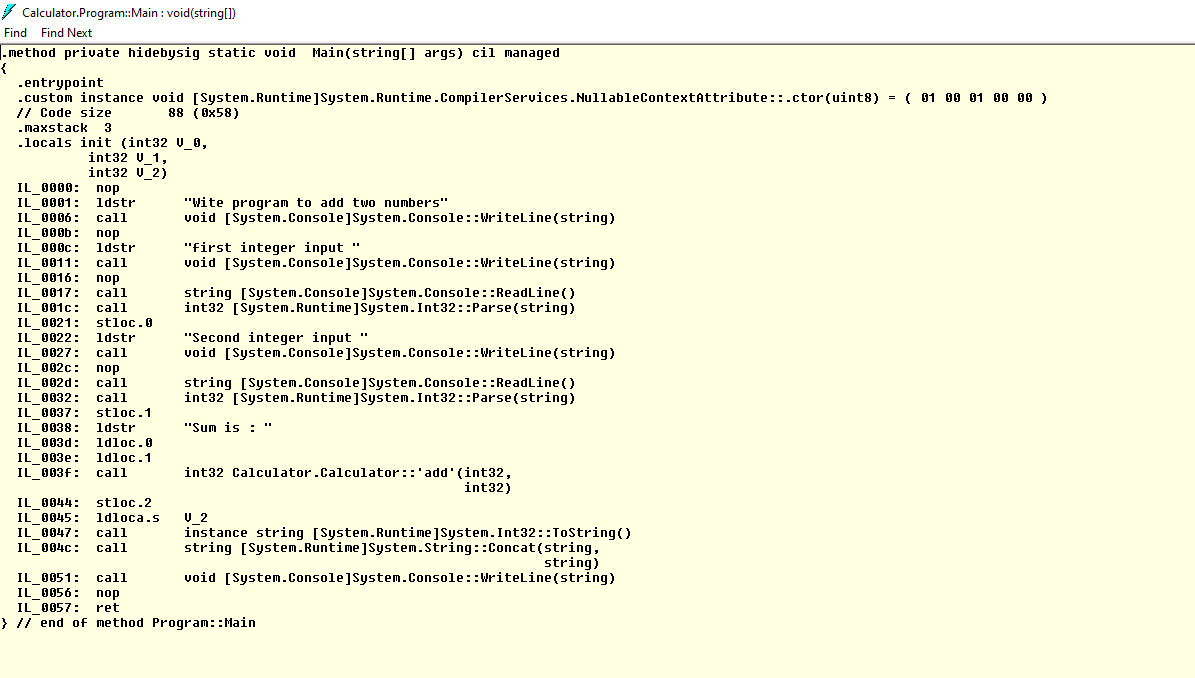 Calculator.Program::Main : void(string[])
Find Find Next
.method private hidebysig static void  Main(string[] args) cil managed
{
  .entrypoint
  .custom instance void [System.Runtime]System.Runtime.CompilerServices.NullableContextAttribute::.ctor(uint8) = ( 01 00 01 00 00 )
  // Code size       88 (0x58)
  .maxstack  3
  .locals init (int32 V_0,
           int32 V_1,
           int32 V_2)
  IL_0000:  nop
  IL_0001:  ldstr      "Wite program to add two numbers"
  IL_0006:  call       void [System.Console]System.Console::WriteLine(string)
  IL_000b:  nop
  IL_000c:  ldstr      "first integer input "
  IL_0011:  call       void [System.Console]System.Console::WriteLine(string)
  IL_0016:  nop
  IL_0017:  call       string [System.Console]System.Console::ReadLine()
  IL_001c:  call       int32 [System.Runtime]System.Int32::Parse(string)
  IL_0021:  stloc.0
  IL_0022:  ldstr      "Second integer input "
  IL_0027:  call       void [System.Console]System.Console::WriteLine(string)
  IL_002c:  nop
  IL_002d:  call       string [System.Console]System.Console::ReadLine()
  IL_0032:  call       int32 [System.Runtime]System.Int32::Parse(string)
  IL_0037:  stloc.1
  IL_0038:  ldstr      "Sum is : "
  IL_003d:  ldloc.0
  IL_003e:  ldloc.1
  IL_003f:  call       int32 Calculator.Calculator::'add'(int32,
                                                          int32)
  IL_0044:  stloc.2
  IL_0045:  ldloca.s   V_2
  IL_0047:  call       instance string [System.Runtime]System.Int32::ToString()
  IL_004c:  call       string [System.Runtime]System.String::Concat(string,
                                                                    string)
  IL_0051:  call       void [System.Console]System.Console::WriteLine(string)
  IL_0056:  nop
  IL_0057:  ret
} // end of method Program::Main